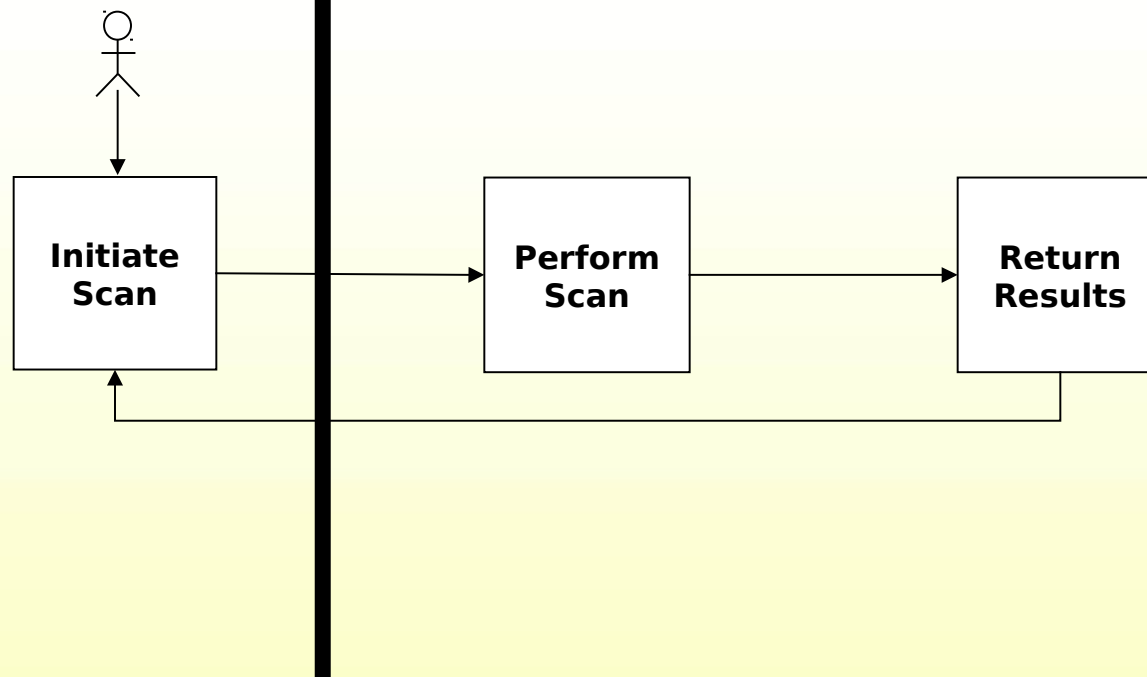 Initiate
Scan
Perform
Scan
Return
Results